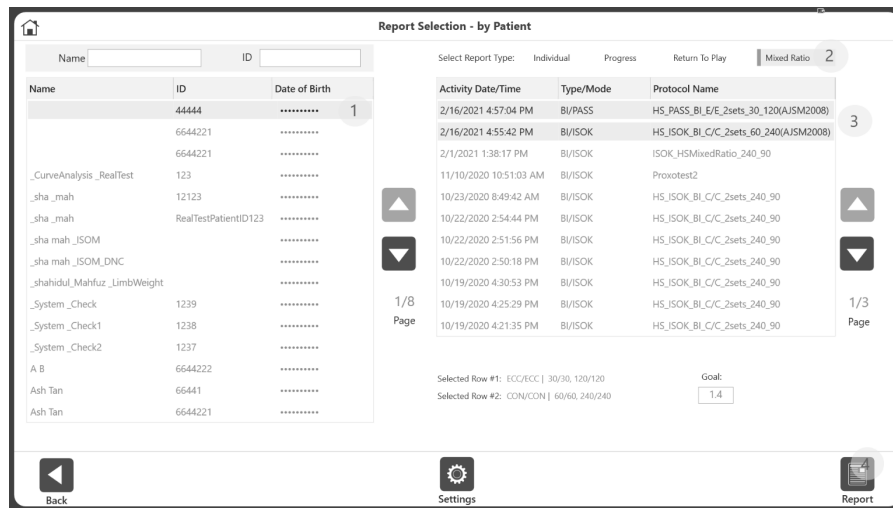 Report Selection - by Patient
Name ID
Select Report Type: Individual Progress Return To Play Mixed Ratio 2
Name ID Date of Birth
44444 •••••••••• 1
6644221 ••••••••••
6644221 ••••••••••
_CurveAnalysis _RealTest 123 ••••••••••
_sha _mah 12123 ••••••••••
_sha _mah RealTestPatientID123 ••••••••••
_sha mah _ISOM ••••••••••
_sha mah _ISOM_DNC ••••••••••
_shahidul_Mahfuz _LimbWeight ••••••••••
_System _Check 1239 ••••••••••
_System _Check1 1238 ••••••••••
_System _Check2 1237 ••••••••••
A B 6644222 ••••••••••
Ash Tan 66441 ••••••••••
Ash Tan 6644221 ••••••••••
1/8
Page
Activity Date/Time Type/Mode Protocol Name
2/16/2021 4:57:04 PM BI/PASS HS_PASS_BI_E/E_2sets_30_120(AJSM2008)
3
2/16/2021 4:55:42 PM BI/ISOK HS_ISOK_BI_C/C_2sets_60_240(AJSM2008)
2/1/2021 1:38:17 PM BI/ISOK ISOK_HSMixedRatio_240_90
11/10/2020 10:51:03 AM BI/ISOK Proxotest2
10/23/2020 8:49:42 AM BI/ISOK HS_ISOK_BI_C/C_2sets_240_90
10/22/2020 2:54:44 PM BI/ISOK HS_ISOK_BI_C/C_2sets_240_90
10/22/2020 2:51:56 PM BI/ISOK HS_ISOK_BI_C/C_2sets_240_90
10/22/2020 2:50:18 PM BI/ISOK HS_ISOK_BI_C/C_2sets_240_90
10/19/2020 4:30:53 PM BI/ISOK HS_ISOK_BI_C/C_2sets_240_90
10/19/2020 4:25:29 PM BI/ISOK HS_ISOK_BI_C/C_2sets_240_90
10/19/2020 4:21:35 PM BI/ISOK HS_ISOK_BI_C/C_2sets_240_90
1/3
Page
Selected Row #1: ECC/ECC | 30/30, 120/120
Selected Row #2: CON/CON | 60/60, 240/240
Goal:
1.4
4
Back Settings Report